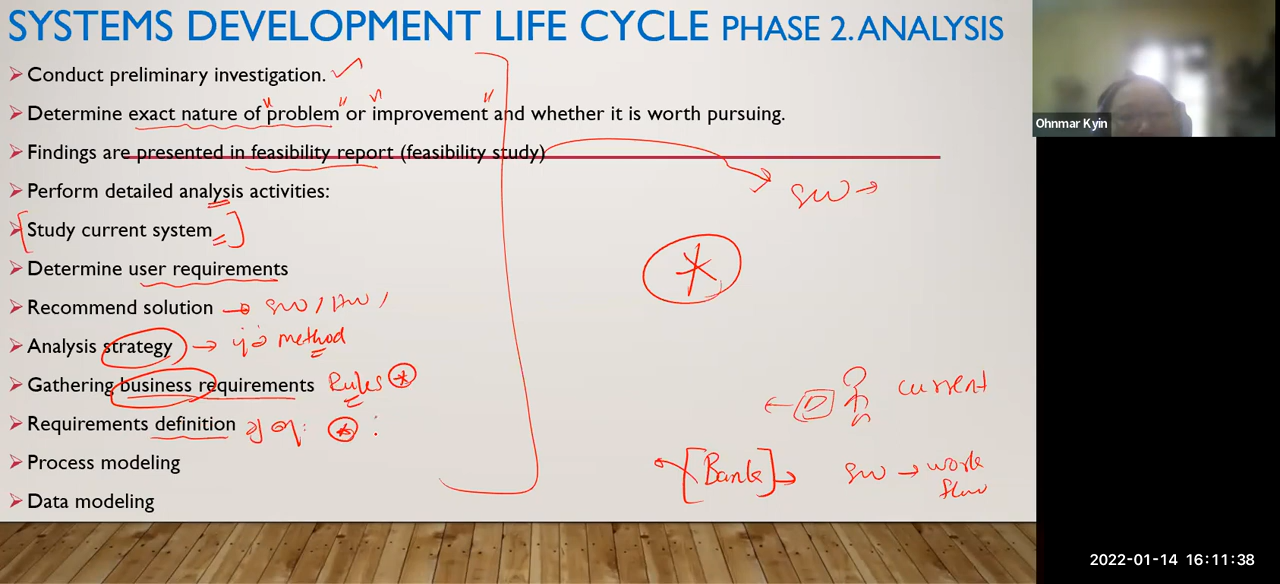 SYSTEMS DEVELOPMENT LIFE CYCLE PHASE 2. ANALYSIS
➢Conduct preliminary investigation.
➢Determine exact nature of "problem" or "improvement" and whether it is worth pursuing.
➢Findings are presented in feasibility report (feasibility study)
SW →
➢Perform detailed analysis activities:
➢[Study current system]
➢Determine user requirements
➢Recommend solution → SW / HW /
➢Analysis strategy → method
➢Gathering business requirements Rules *
current
➢Requirements definition * :
➢Process modeling
[Bank] → SW → work flow
➢Data modeling
Ohnmar Kyin
2022-01-14 16:11:38